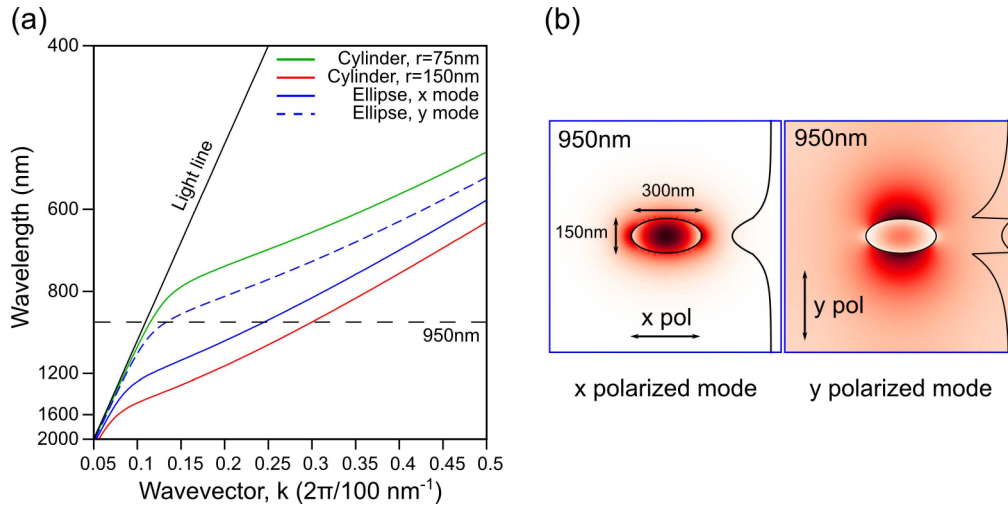 (a)
400
600
800
1200
1600
2000
Wavelength (nm)
Cylinder, r=75nm
Cylinder, r=150nm
Ellipse, x mode
Ellipse, y mode
Light line
950nm
0.05 0.1 0.15 0.2 0.25 0.3 0.35 0.4 0.45 0.5
Wavevector, k (2π/100 nm⁻¹)
(b)
950nm
300nm
150nm
x pol
x polarized mode
950nm
y pol
y polarized mode